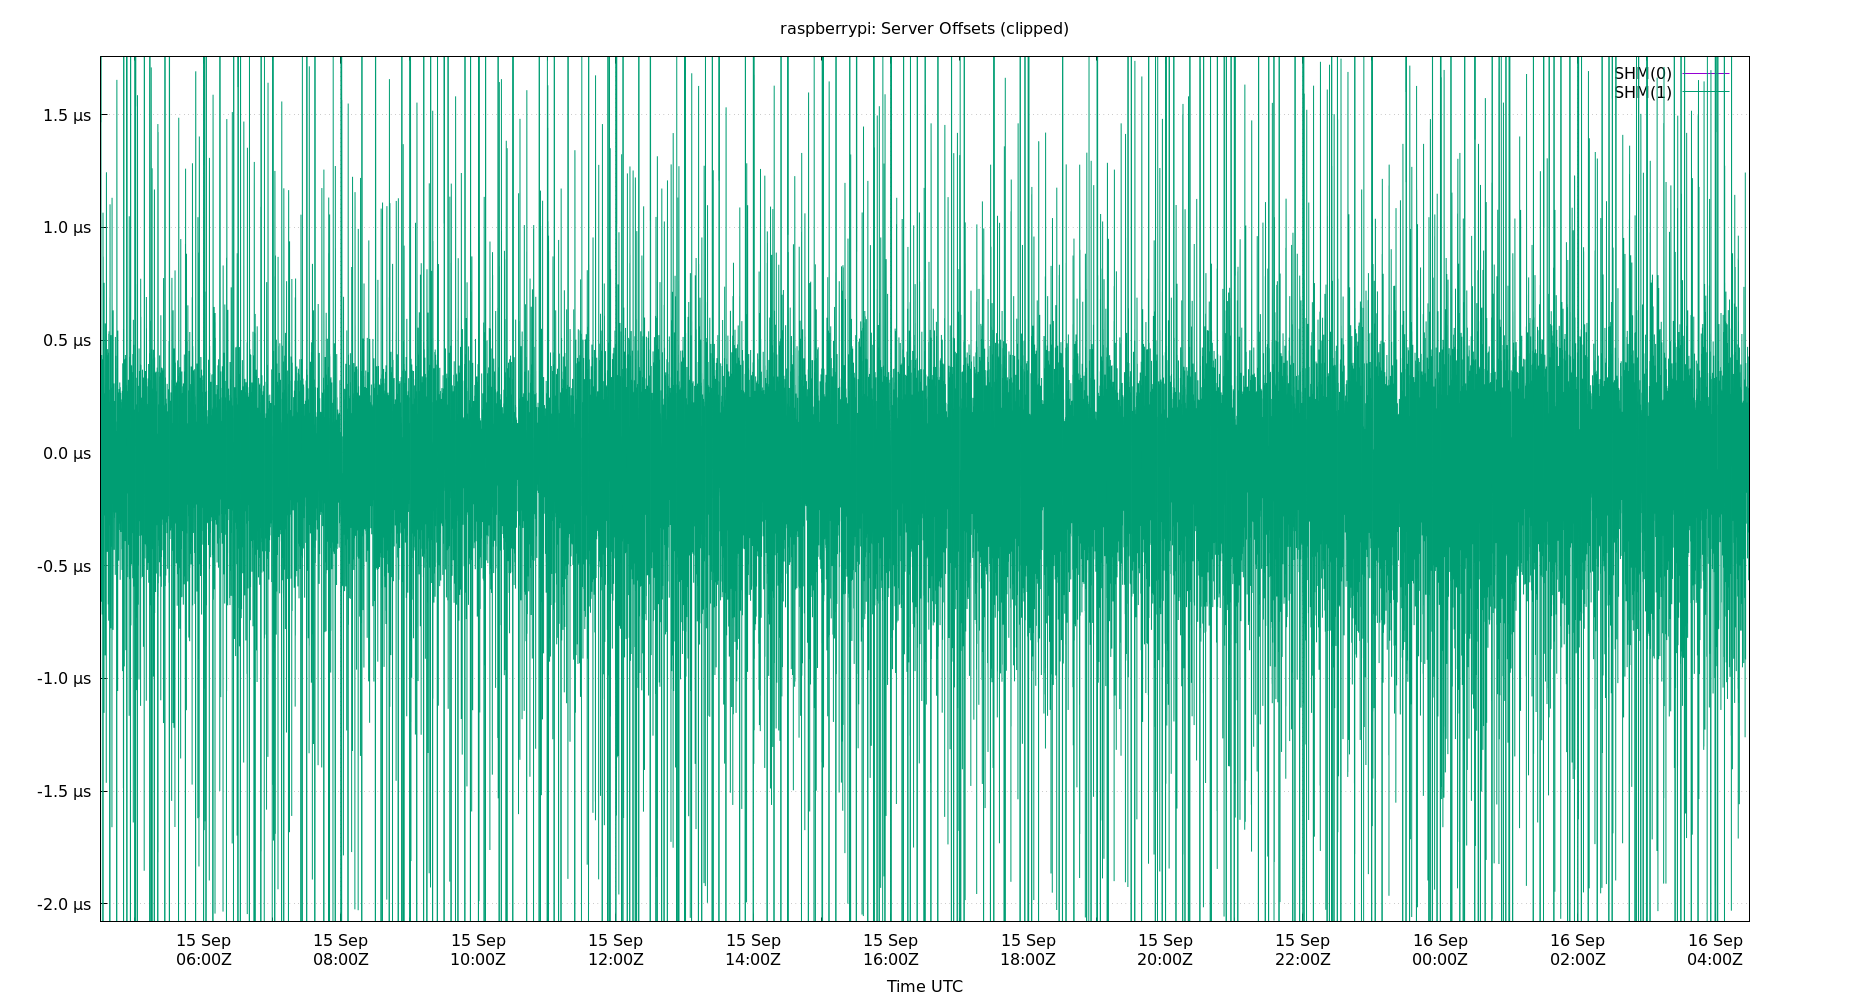 raspberrypi: Server Offsets (clipped)
SHM(0)
SHM(1)
1.5 µs
1.0 µs
0.5 µs
0.0 µs
-0.5 µs
-1.0 µs
-1.5 µs
-2.0 µs
15 Sep 15 Sep 15 Sep 15 Sep 15 Sep 15 Sep 15 Sep 15 Sep 15 Sep 16 Sep 16 Sep 16 Sep
06:00Z 08:00Z 10:00Z 12:00Z 14:00Z 16:00Z 18:00Z 20:00Z 22:00Z 00:00Z 02:00Z 04:00Z
Time UTC